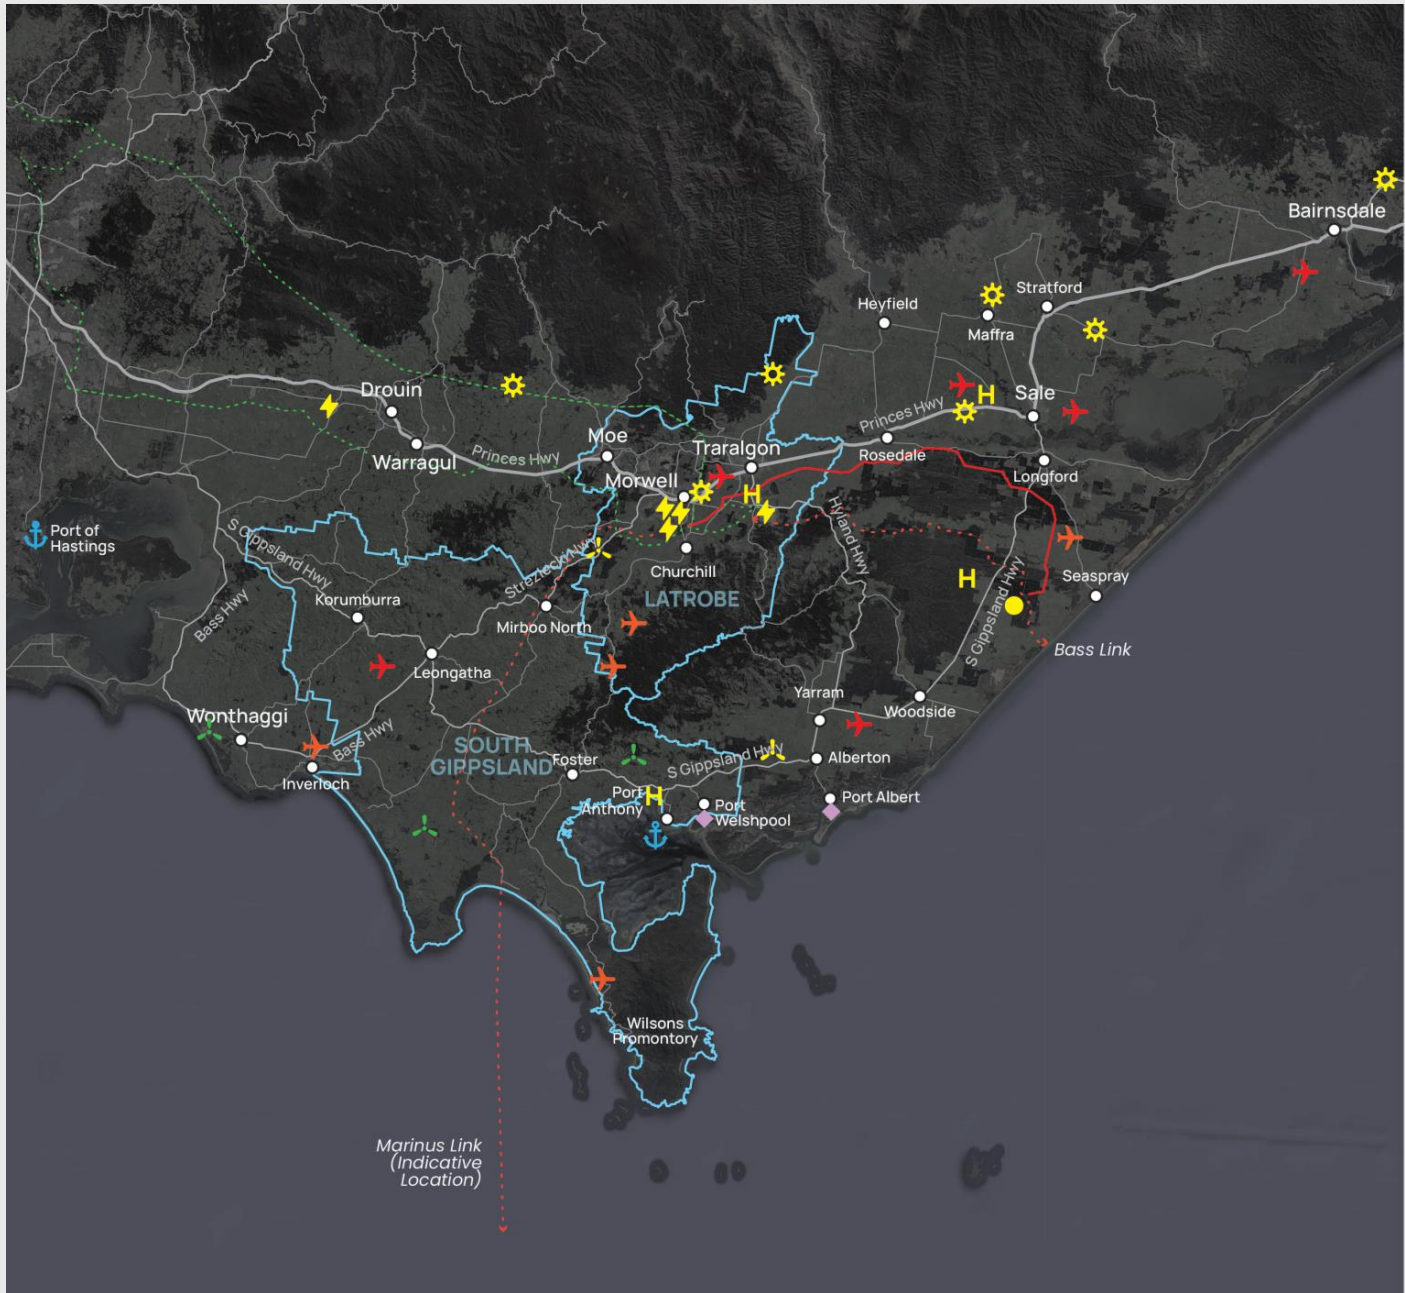 Bairnsdale
Stratford
Heyfield
Maffra
Drouin
Sale
Princes Hwy
Moe
Traralgon
Rosedale
Warragul
Princes Hwy
Morwell
Longford
Hyland Hwy
Port of
Hastings
S Gippsland Hwy
Strezlecki Hwy
Churchill
Seaspray
Korumburra
LATROBE
Bass Hwy
Mirboo North
S Gippsland Hwy
Bass Link
Leongatha
Yarram
Woodside
Wonthaggi
Bass Hwy
SOUTH
GIPPSLAND
Foster
S Gippsland Hwy
Alberton
Inverloch
Port
Anthony
Port
Welshpool
Port Albert
Wilsons
Promontory
Marinus Link
(Indicative
Location)
H
H
H
H